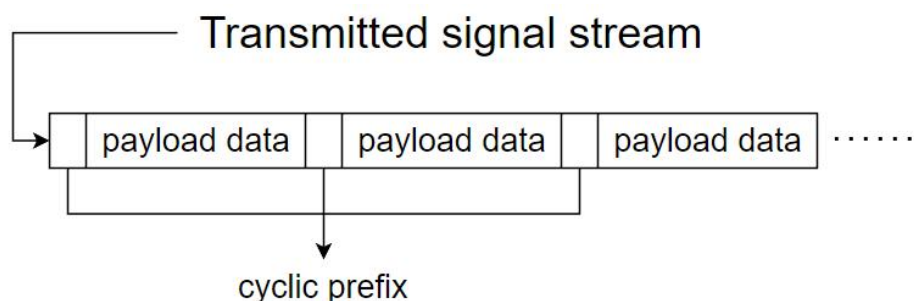 Transmitted signal stream
payload data payload data payload data ......
cyclic prefix